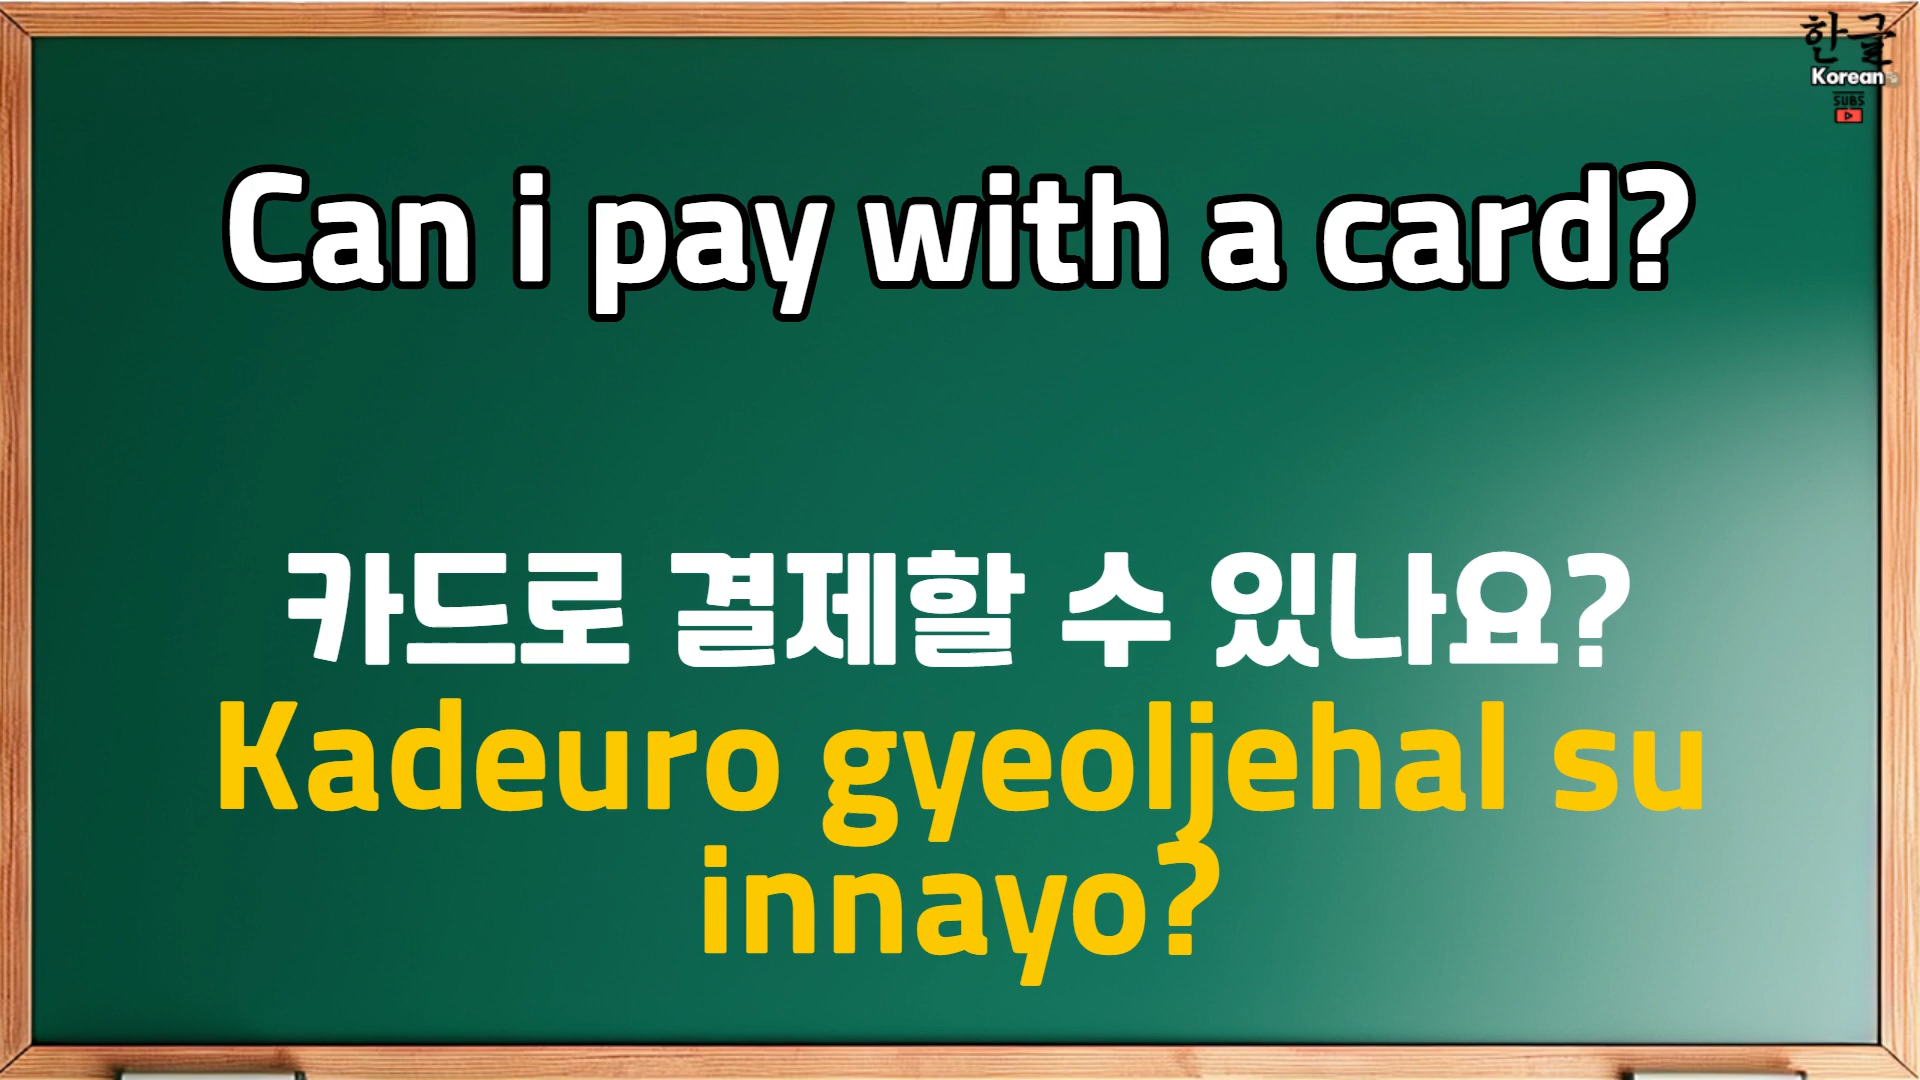 한글
Korean
SUBS
Can i pay with a card?
카드로 결제할 수 있나요?
Kadeuro gyeoljehal su
innayo?